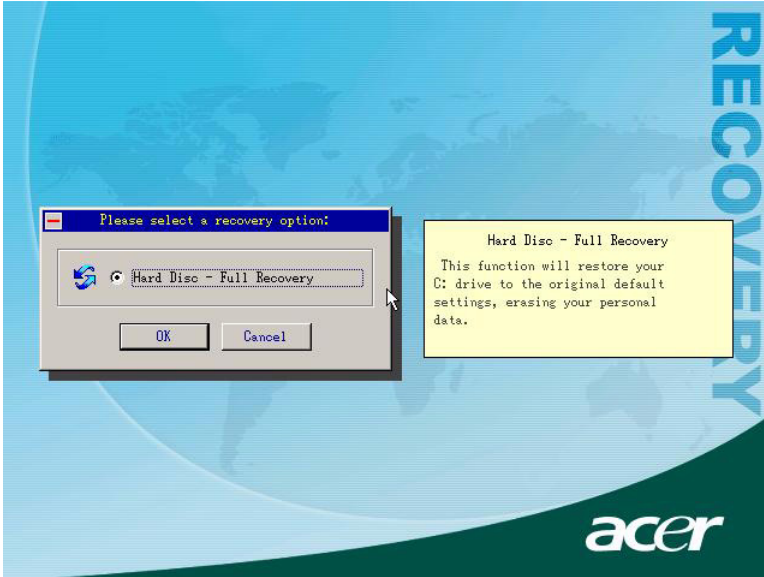 RECOVERY
Please select a recovery option:
Hard Disc - Full Recovery
OK
Cancel
Hard Disc - Full Recovery
This function will restore your
C: drive to the original default
settings, erasing your personal
data.
acer